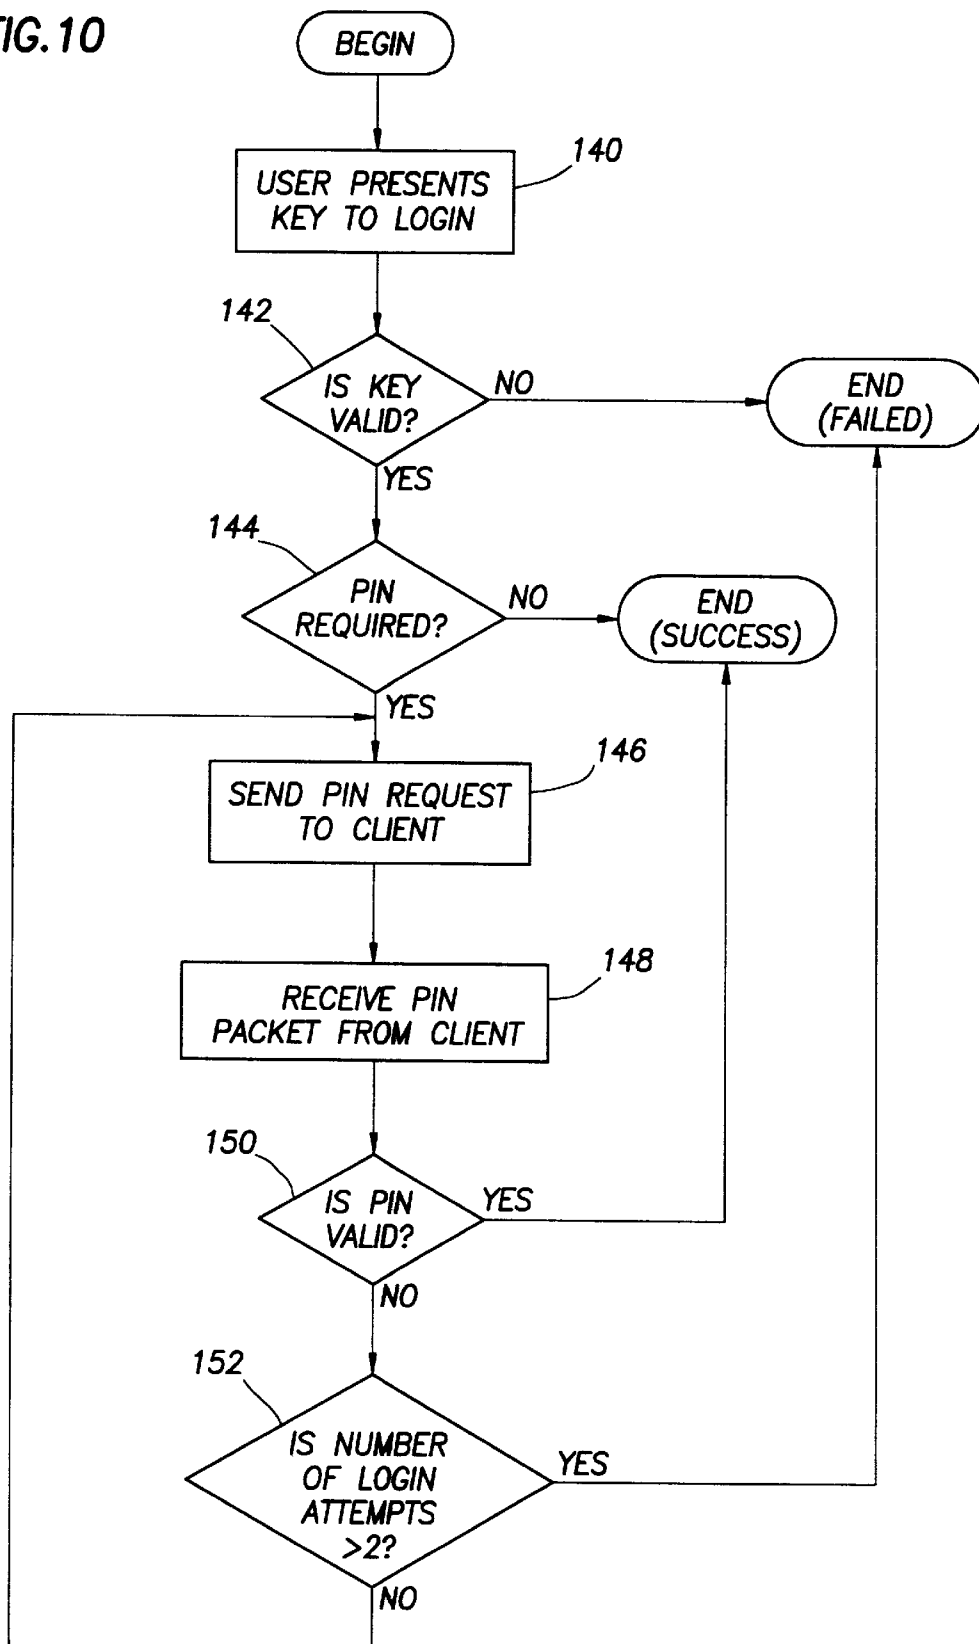 FIG.10
BEGIN
140
USER PRESENTS
KEY TO LOGIN
142
IS KEY
VALID?
NO
END
(FAILED)
YES
144
PIN
REQUIRED?
NO
END
(SUCCESS)
YES
146
SEND PIN REQUEST
TO CLIENT
148
RECEIVE PIN
PACKET FROM CLIENT
150
IS PIN
VALID?
YES
NO
152
IS NUMBER
OF LOGIN
ATTEMPTS
>2?
YES
NO